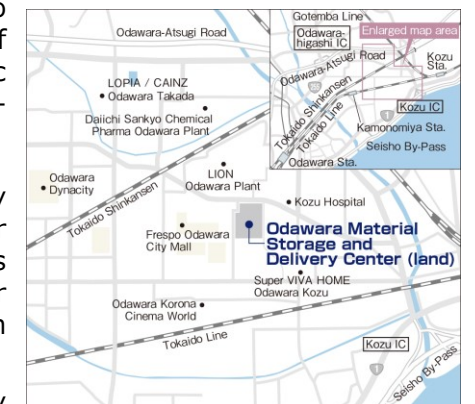 Odawara-Atsugi Road
LOPIA / CAINZ
Odawara Takada
Daiichi Sankyo Chemical
Pharma Odawara Plant
LION
Odawara Plant
Odawara
Dynacity
Tokaido Shinkansen
Kozu Hospital
Frespo Odawara
City Mall
Odawara Material
Storage and
Delivery Center (land)
Super VIVA HOME
Odawara Kozu
Odawara Korona
Cinema World
Tokaido Line
Kozu IC
1
Seisho By-Pass
Gotemba Line
Enlarged map area
Odawara-
higashi IC
Odawara-Atsugi Road
Kozu
Sta.
Tokaido Shinkansen
Tokaido Line
Kozu IC
1
Kamonomiya Sta.
Seisho By-Pass
Odawara Sta.